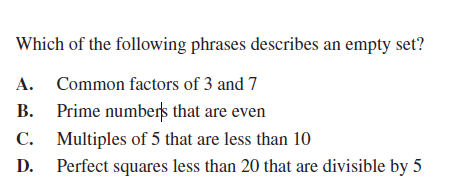 Which of the following phrases describes an empty set?
A. Common factors of 3 and 7
B. Prime numbers that are even
C. Multiples of 5 that are less than 10
D. Perfect squares less than 20 that are divisible by 5